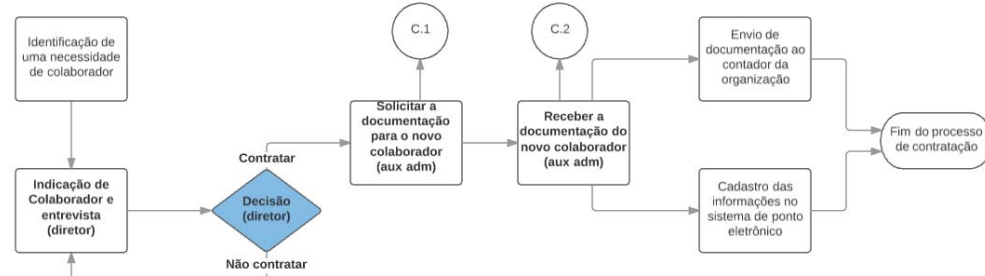 Identificação de
uma necessidade
de colaborador
Indicação de
Colaborador e
entrevista
(diretor)
Contratar
Decisão
(diretor)
Não contratar
C.1
Solicitar a
documentação
para o novo
colaborador
(aux adm)
C.2
Receber a
documentação do
novo colaborador
(aux adm)
Envio de
documentação ao
contador da
organização
Cadastro das
informações no
sistema de ponto
eletrônico
Fim do processo
de contratação